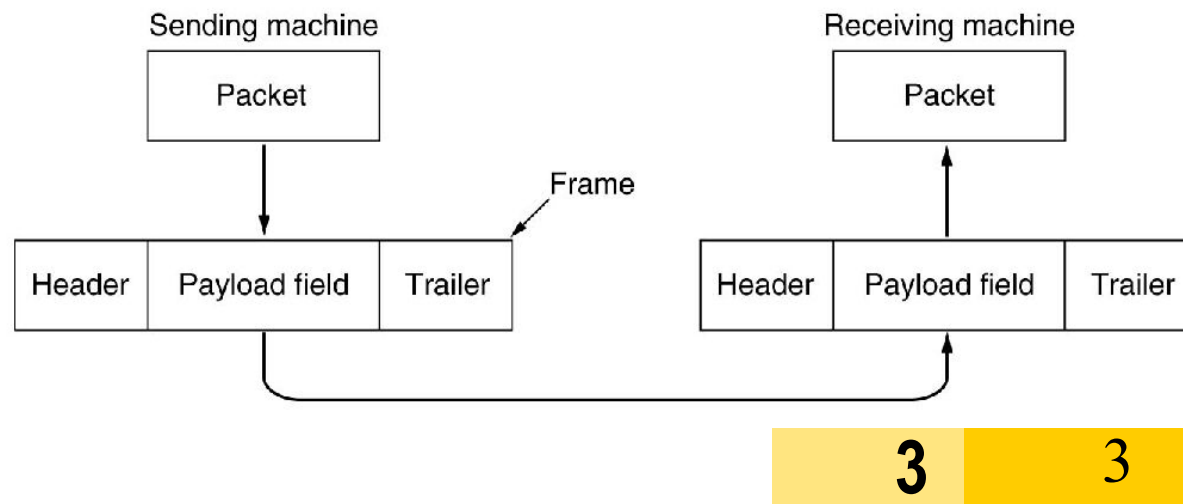 Sending machine
Receiving machine
Packet
Packet
Frame
Header Payload field Trailer
Header Payload field Trailer
3 3